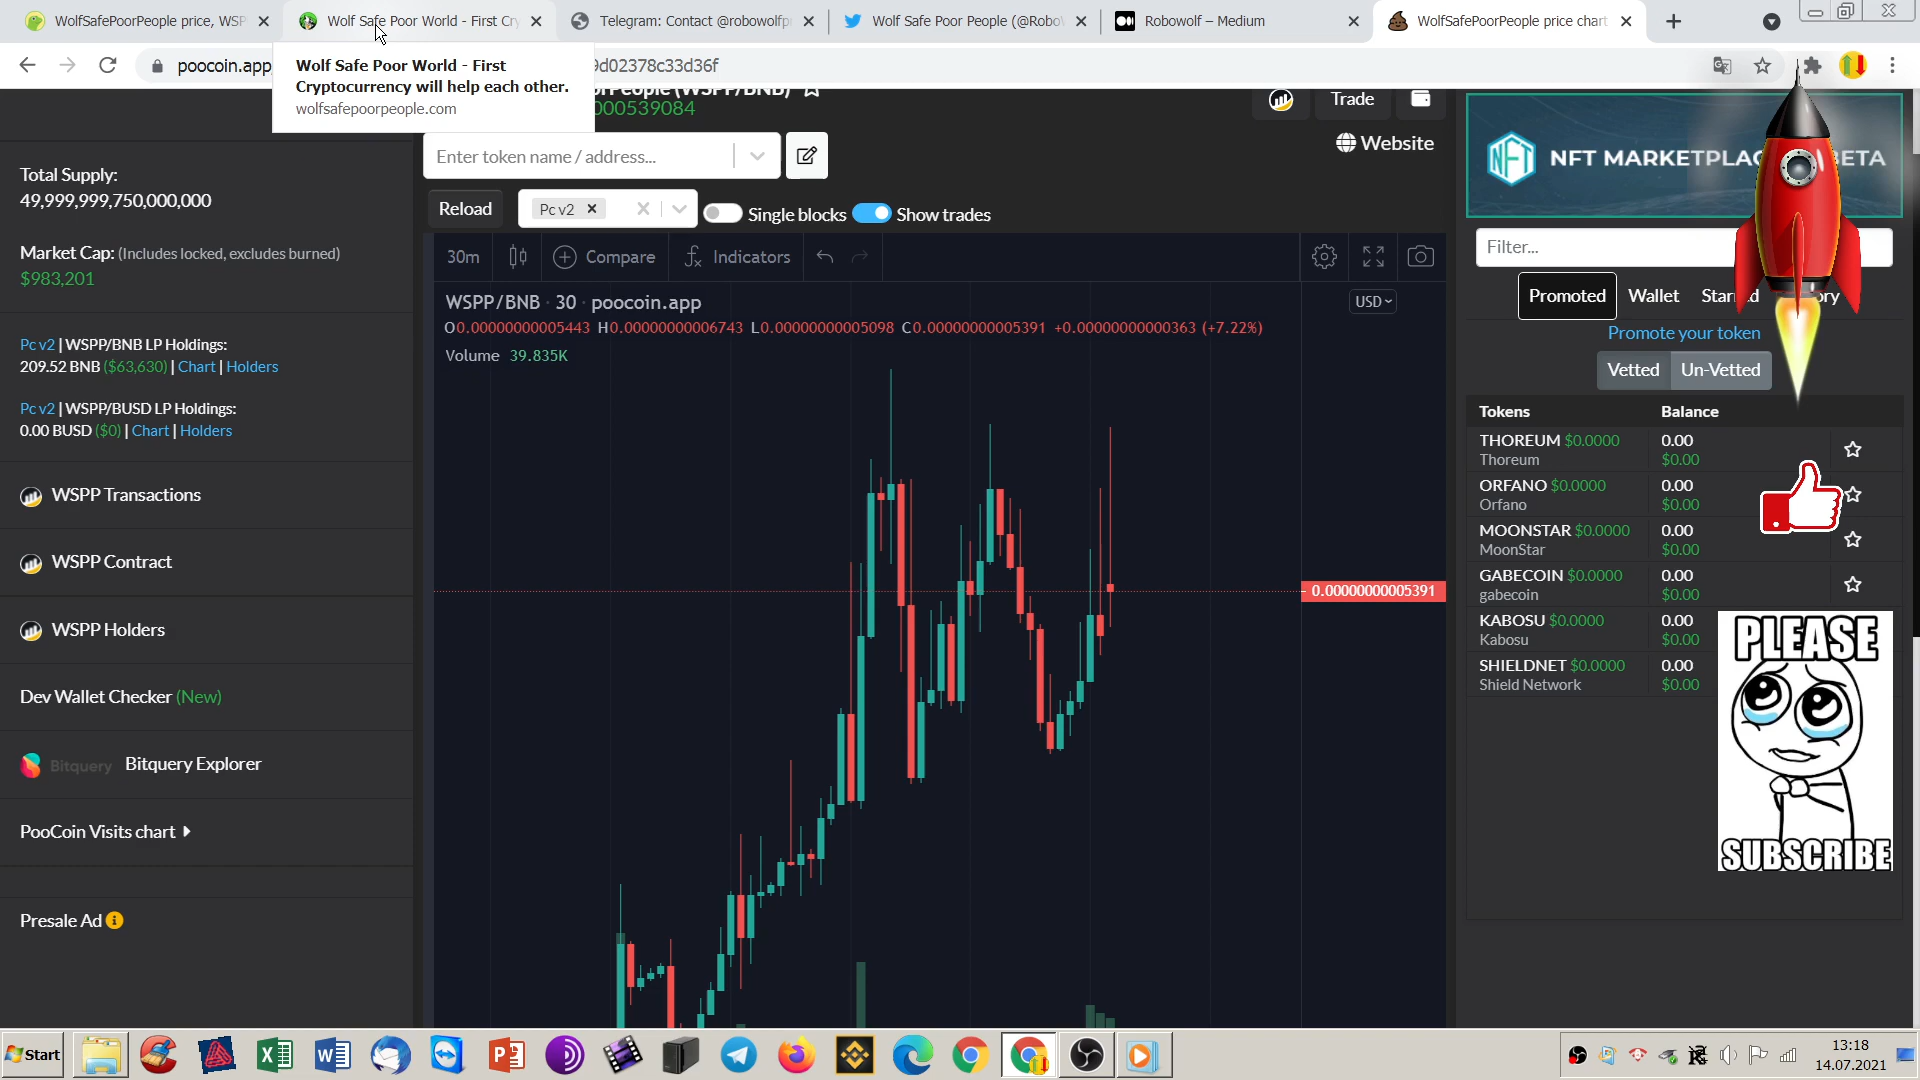 WolfSafePoorPeople price, WSP
Wolf Safe Poor World - First Cry
Telegram: Contact @robowolfp
Wolf Safe Poor People (@Robo
Robowolf – Medium
WolfSafePoorPeople price chart
poocoin.app
9d02378c33d36f
Wolf Safe Poor World - First
Cryptocurrency will help each other.
wolfsafepoorpeople.com
People (WSPP/BNB)
000539084
Trade
Enter token name / address...
Website
Reload
Pc v2
Single blocks
Show trades
30m
Compare
Indicators
WSPP/BNB · 30 · poocoin.app
USD
O0.00000000005443 H0.00000000006743 L0.00000000005098 C0.00000000005391 +0.00000000000363 (+7.22%)
Volume 39.835K
0.00000000005391
Total Supply:
49,999,999,750,000,000
Market Cap: (Includes locked, excludes burned)
$983,201
Pc v2 | WSPP/BNB LP Holdings:
209.52 BNB ($63,630) | Chart | Holders
Pc v2 | WSPP/BUSD LP Holdings:
0.00 BUSD ($0) | Chart | Holders
WSPP Transactions
WSPP Contract
WSPP Holders
Dev Wallet Checker (New)
Bitquery Bitquery Explorer
PooCoin Visits chart
Presale Ad
NFT NFT MARKETPLAC BETA
Filter...
Promoted Wallet Starred ory
Promote your token
Vetted Un-Vetted
Tokens Balance
THOREUM $0.0000 0.00
Thoreum $0.00
ORFANO $0.0000 0.00
Orfano $0.00
MOONSTAR $0.0000 0.00
MoonStar $0.00
GABECOIN $0.0000 0.00
gabecoin $0.00
KABOSU $0.0000 0.00
Kabosu $0.00
SHIELDNET $0.0000 0.00
Shield Network $0.00
PLEASE
SUBSCRIBE
Start
13:18
14.07.2021